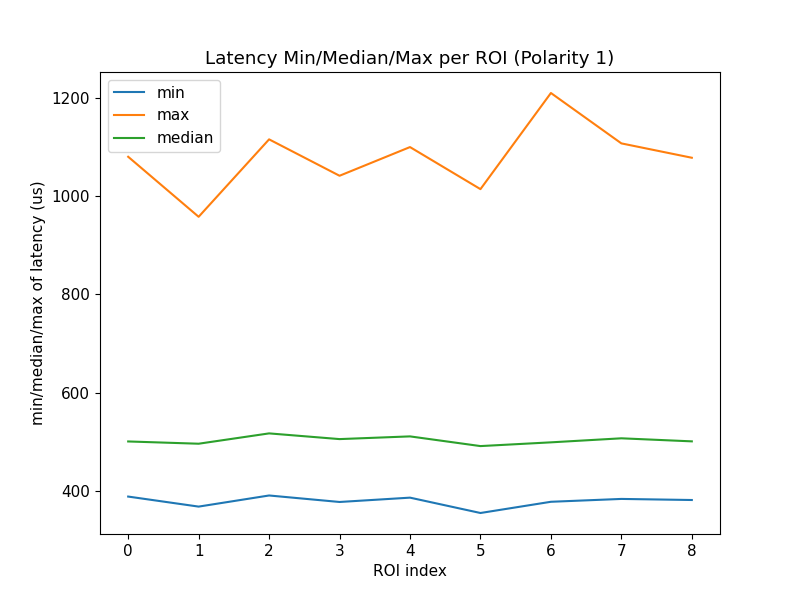 Latency Min/Median/Max per ROI (Polarity 1)
min
max
median
min/median/max of latency (us)
1200
1000
800
600
400
0 1 2 3 4 5 6 7 8
ROI index